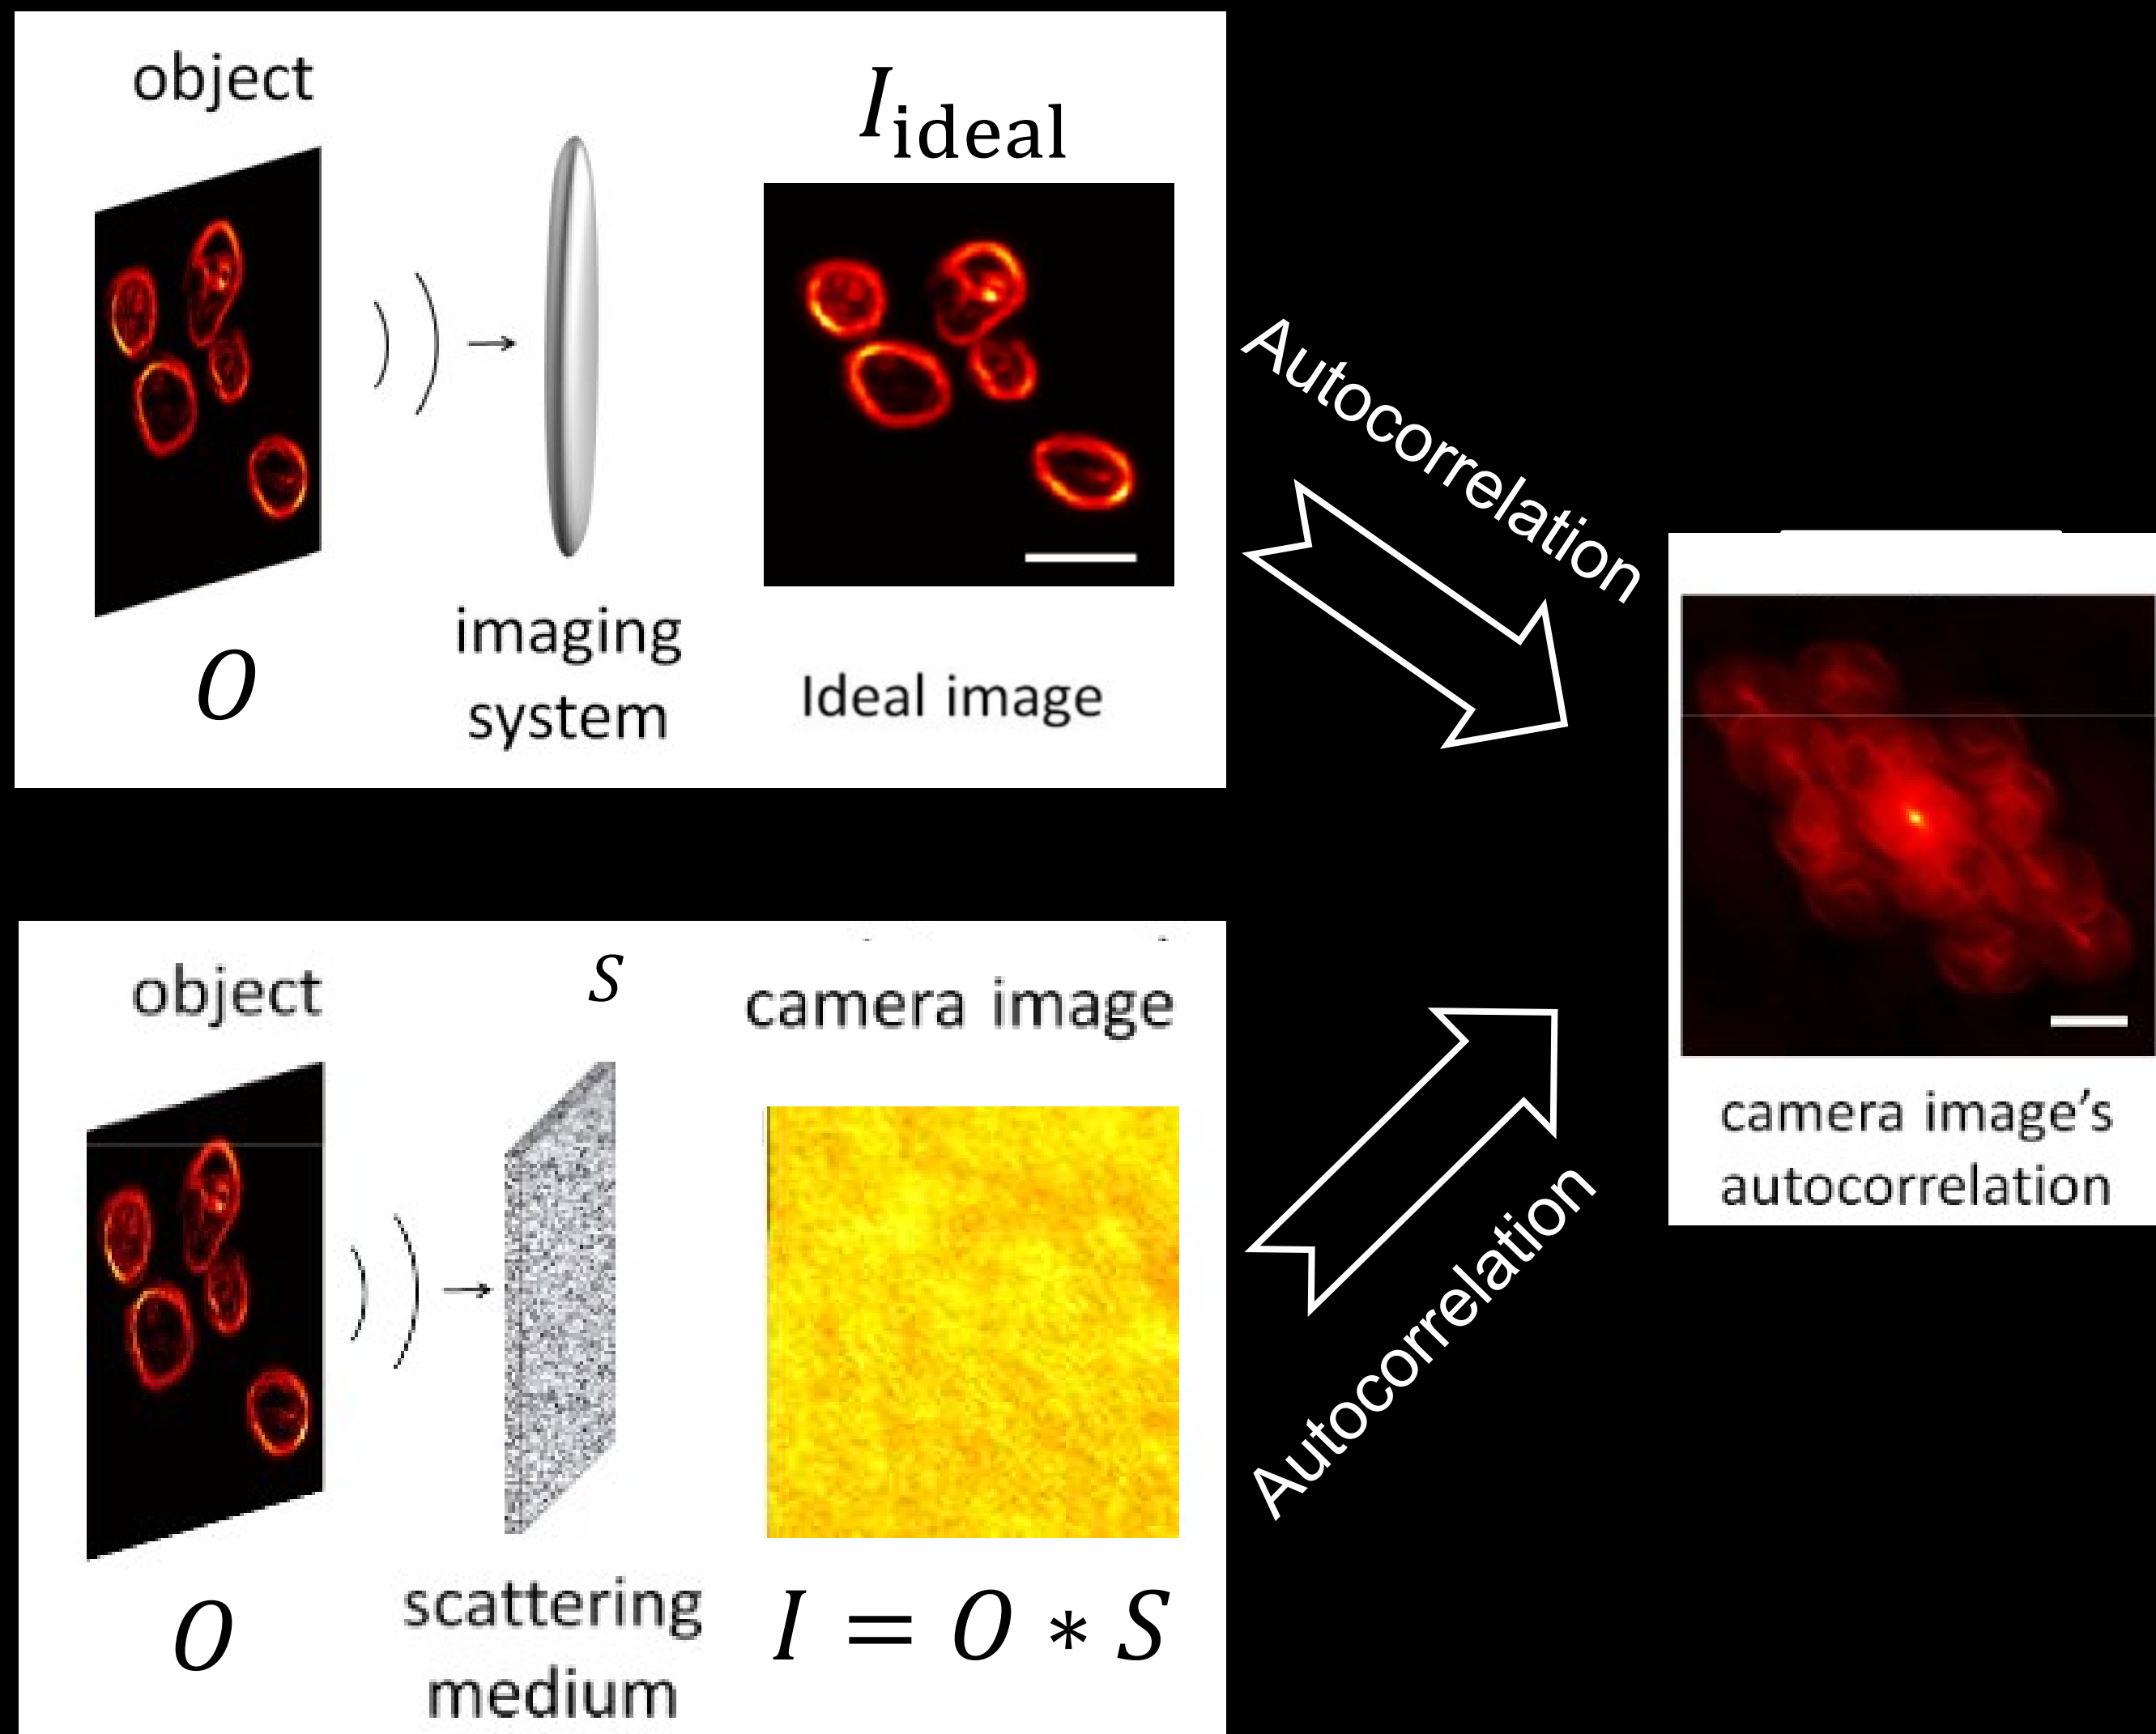 object
I_ideal
O
imaging
system
Ideal image
Autocorrelation
object
S
camera image
O
scattering
medium
I = O * S
Autocorrelation
camera image's
autocorrelation